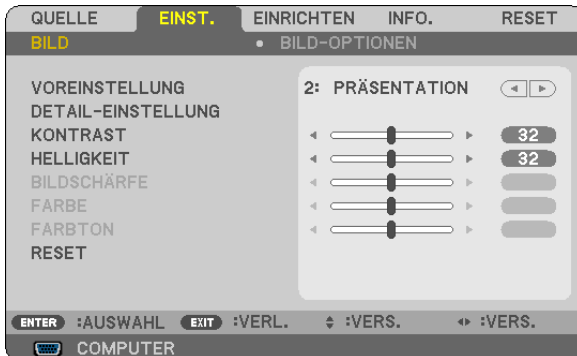 QUELLE EINST. EINRICHTEN INFO. RESET
BILD • BILD-OPTIONEN
VOREINSTELLUNG 2: PRÄSENTATION
DETAIL-EINSTELLUNG
KONTRAST 32
HELLIGKEIT 32
BILDSCHÄRFE
FARBE
FARBTON
RESET
ENTER :AUSWAHL EXIT :VERL. :VERS. :VERS.
COMPUTER